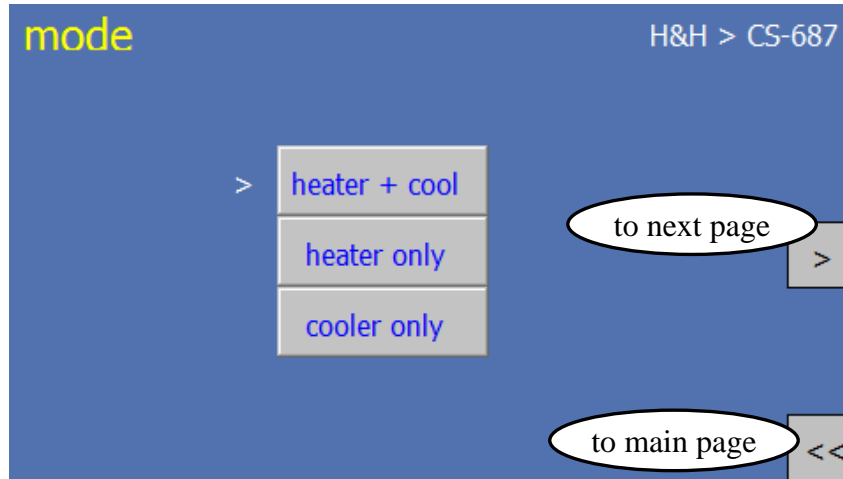 mode
H&H > CS-687
> heater + cool
heater only
cooler only
to next page
>
to main page
<<